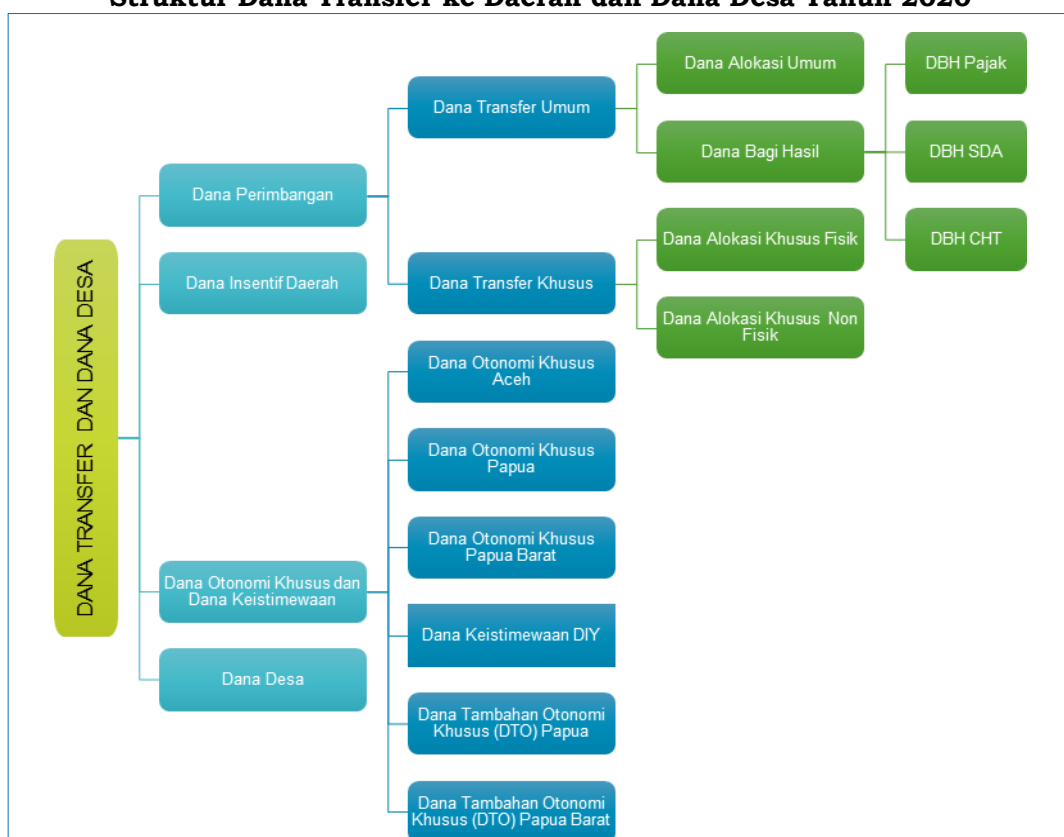 Struktur Dana Transfer ke Daerah dan Dana Desa Tahun 2020
DANA TRANSFER DAN DANA DESA
Dana Perimbangan
Dana Transfer Umum
Dana Alokasi Umum
Dana Bagi Hasil
DBH Pajak
DBH SDA
DBH CHT
Dana Transfer Khusus
Dana Alokasi Khusus Fisik
Dana Alokasi Khusus Non
Fisik
Dana Insentif Daerah
Dana Otonomi Khusus dan
Dana Keistimewaan
Dana Otonomi Khusus
Aceh
Dana Otonomi Khusus
Papua
Dana Otonomi Khusus
Papua Barat
Dana Keistimewaan DIY
Dana Tambahan Otonomi
Khusus (DTO) Papua
Dana Tambahan Otonomi
Khusus (DTO) Papua Barat
Dana Desa